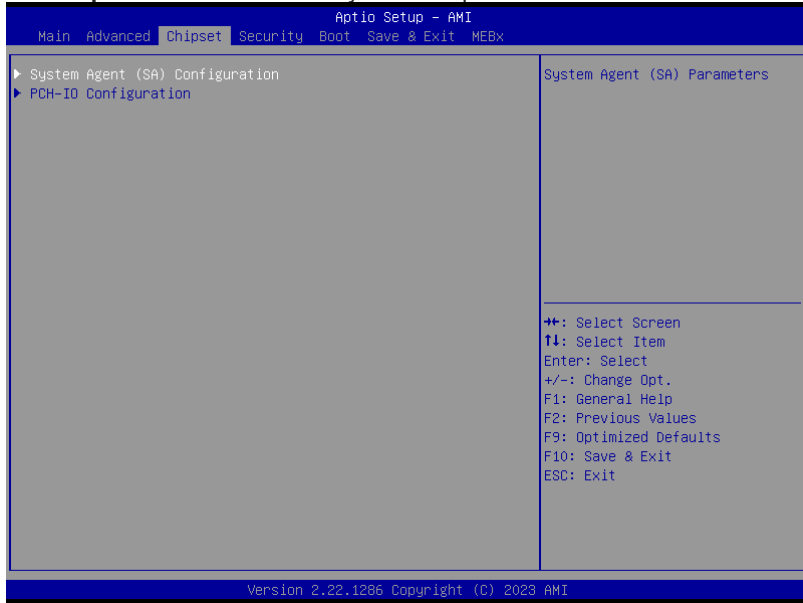 Aptio Setup – AMI
Main Advanced Chipset Security Boot Save & Exit MEBx
▶ System Agent (SA) Configuration
▶ PCH-IO Configuration
System Agent (SA) Parameters
→←: Select Screen
↑↓: Select Item
Enter: Select
+/-: Change Opt.
F1: General Help
F2: Previous Values
F9: Optimized Defaults
F10: Save & Exit
ESC: Exit
Version 2.22.1286 Copyright (C) 2023 AMI